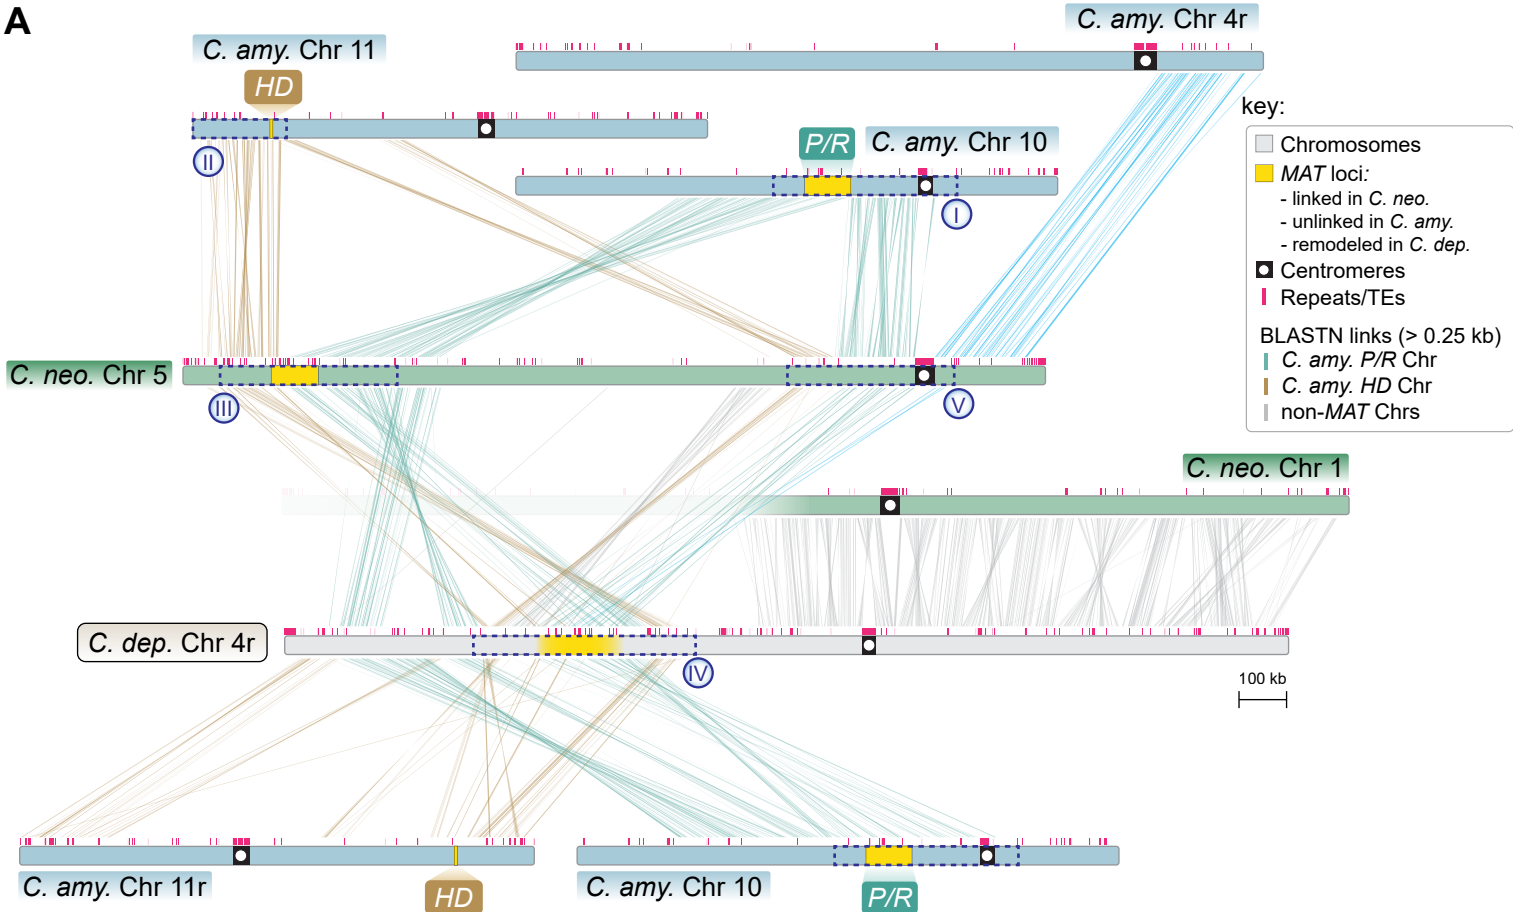 A
C. amy. Chr 4r
C. amy. Chr 11
HD
key:
Chromosomes
MAT loci:
- linked in C. neo.
- unlinked in C. amy.
- remodeled in C. dep.
Centromeres
Repeats/TEs
BLASTN links (> 0.25 kb)
C. amy. P/R Chr
C. amy. HD Chr
non-MAT Chrs
P/R
C. amy. Chr 10
II
I
C. neo. Chr 5
III
V
C. neo. Chr 1
C. dep. Chr 4r
IV
100 kb
C. amy. Chr 11r
HD
C. amy. Chr 10
P/R